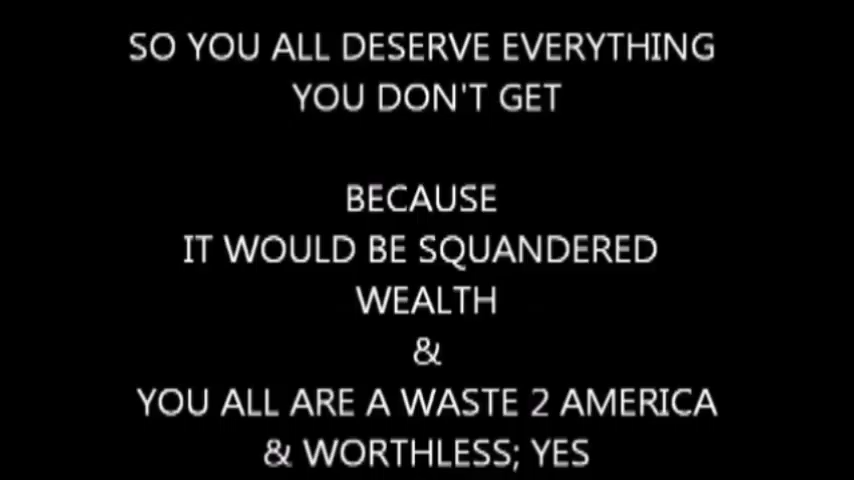 SO YOU ALL DESERVE EVERYTHING
YOU DON'T GET
BECAUSE
IT WOULD BE SQUANDERED
WEALTH
&
YOU ALL ARE A WASTE 2 AMERICA
& WORTHLESS; YES